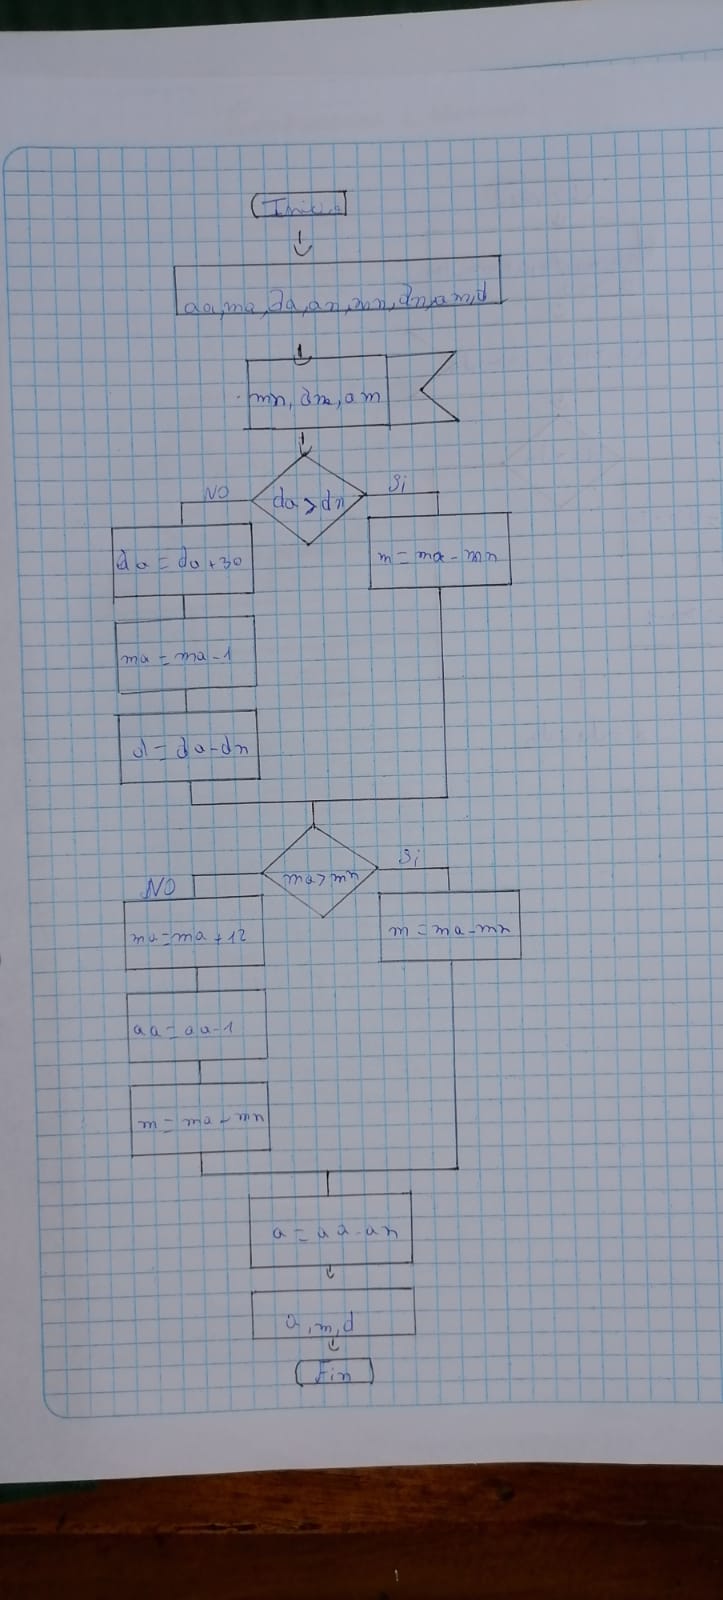 Inicio
aa, ma, da, an, mn, dn, a, m, d
mn, dn, an
NO
da > dn
Si
da = da + 30
m = ma - mn
ma = ma - 1
d = da - dn
NO
ma > mn
Si
ma = ma + 12
m = ma - mn
aa = aa - 1
m = ma - mn
a = aa - an
a, m, d
Fin